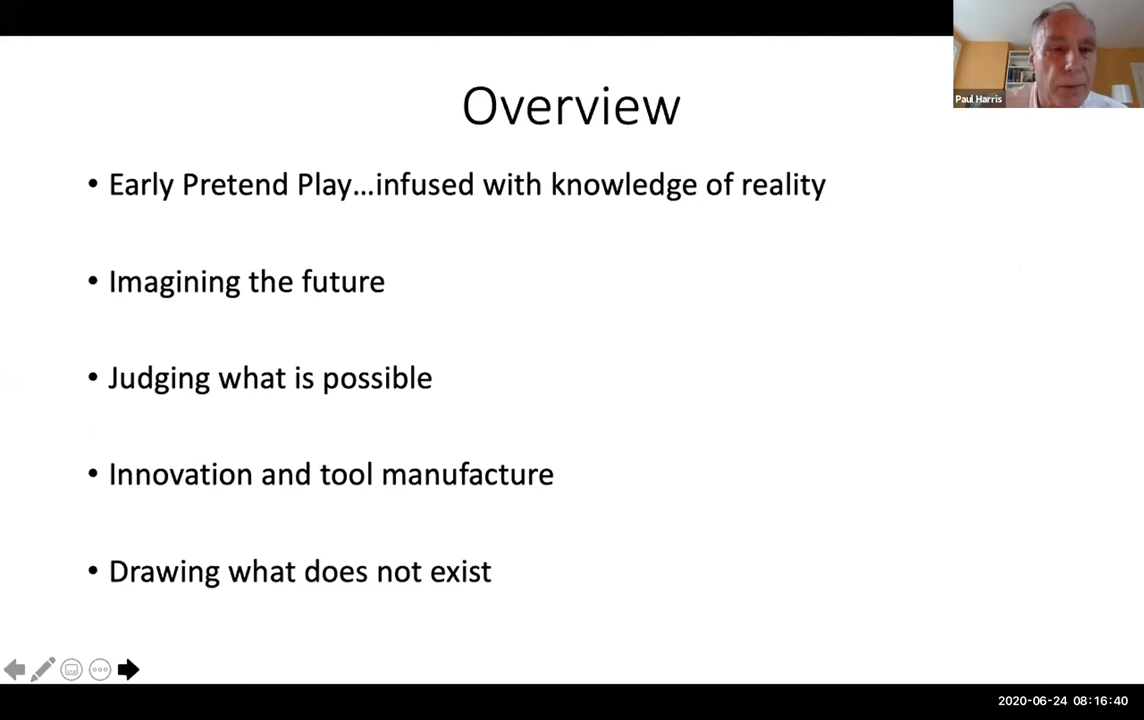 Overview
Paul Harris
• Early Pretend Play...infused with knowledge of reality
• Imagining the future
• Judging what is possible
• Innovation and tool manufacture
• Drawing what does not exist
2020-06-24 08:16:40